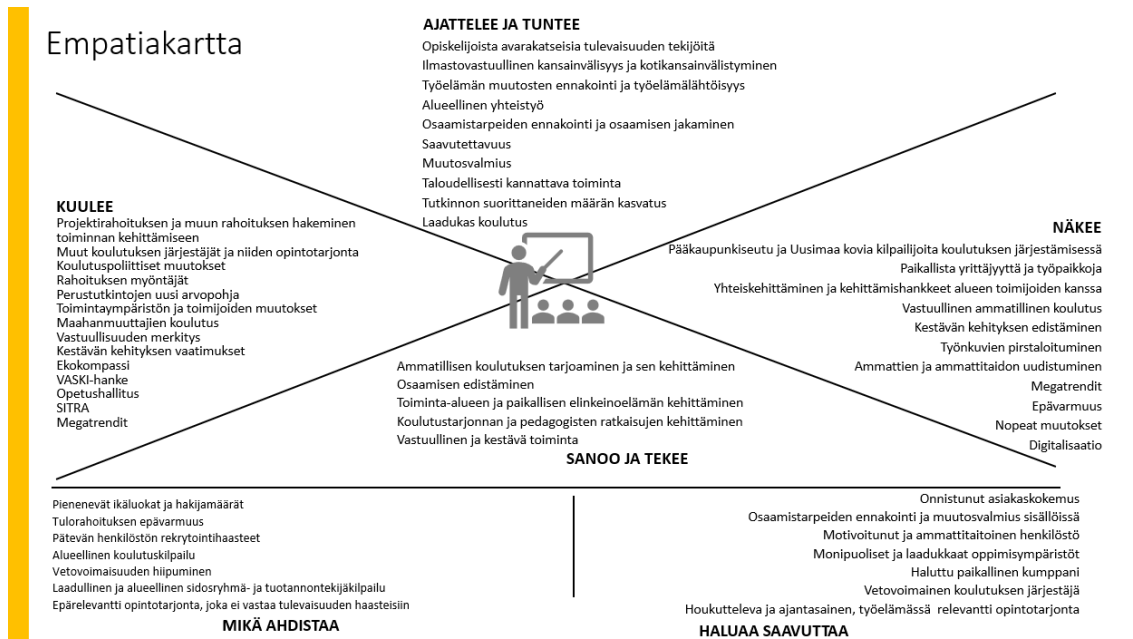 Empatiakartta
AJATTELEE JA TUNTEE
Opiskelijoista avarakatseisia tulevaisuuden tekijöitä
Ilmastovastuullinen kansainvälisyys ja kotikansainvälistyminen
Työelämän muutosten ennakointi ja työelämälähtöisyys
Alueellinen yhteistyö
Osaamistarpeiden ennakointi ja osaamisen jakaminen
Saavutettavuus
Muutosvalmius
Taloudellisesti kannattava toiminta
Tutkinnon suorittaneiden määrän kasvatus
Laadukas koulutus
KUULEE
Projektirahoituksen ja muun rahoituksen hakeminen
toiminnan kehittämiseen
Muut koulutuksen järjestäjät ja niiden opintotarjonta
Koulutuspoliittiset muutokset
Rahoituksen myöntäjät
Perustutkintojen uusi arvopohja
Toimintaympäristön ja toimijoiden muutokset
Maahanmuuttajien koulutus
Vastuullisuuden merkitys
Kestävän kehityksen vaatimukset
Ekokompassi
VASKI-hanke
Opetushallitus
SITRA
Megatrendit
NÄKEE
Pääkaupunkiseutu ja Uusimaa kovia kilpailijoita koulutuksen järjestämisessä
Paikallista yrittäjyyttä ja työpaikkoja
Yhteiskehittäminen ja kehittämishankkeet alueen toimijoiden kanssa
Vastuullinen ammatillinen koulutus
Kestävän kehityksen edistäminen
Työnkuvien pirstaloituminen
Ammattien ja ammattitaidon uudistuminen
Megatrendit
Epävarmuus
Nopeat muutokset
Digitalisaatio
Ammatillisen koulutuksen tarjoaminen ja sen kehittäminen
Osaamisen edistäminen
Toiminta-alueen ja paikallisen elinkeinoelämän kehittäminen
Koulutustarjonnan ja pedagogisten ratkaisujen kehittäminen
Vastuullinen ja kestävä toiminta
SANOO JA TEKEE
Pienenevät ikäluokat ja hakijamäärät
Tulorahoituksen epävarmuus
Pätevän henkilöstön rekrytointihaasteet
Alueellinen koulutuskilpailu
Vetovoimaisuuden hiipuminen
Laadullinen ja alueellinen sidosryhmä- ja tuotannontekijäkilpailu
Epärelevantti opintotarjonta, joka ei vastaa tulevaisuuden haasteisiin
MIKÄ AHDISTAA
Onnistunut asiakaskokemus
Osaamistarpeiden ennakointi ja muutosvalmius sisällöissä
Motivoitunut ja ammattitaitoinen henkilöstö
Monipuoliset ja laadukkaat oppimisympäristöt
Haluttu paikallinen kumppani
Vetovoimainen koulutuksen järjestäjä
Houkutteleva ja ajantasainen, työelämässä relevantti opintotarjonta
HALUAA SAAVUTTAA